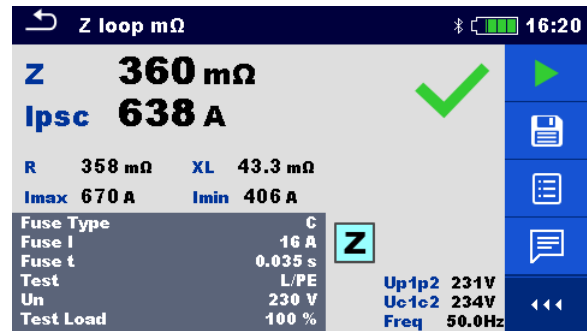 Z loop mΩ 16:20
Z 360 mΩ
Ipsc 638 A
R 358 mΩ XL 43.3 mΩ
Imax 670 A Imin 406 A
Fuse Type C
Fuse I 16 A
Fuse t 0.035 s
Test L/PE
Un 230 V
Test Load 100 %
Z
Up1p2 231V
Uc1c2 234V
Freq 50.0Hz